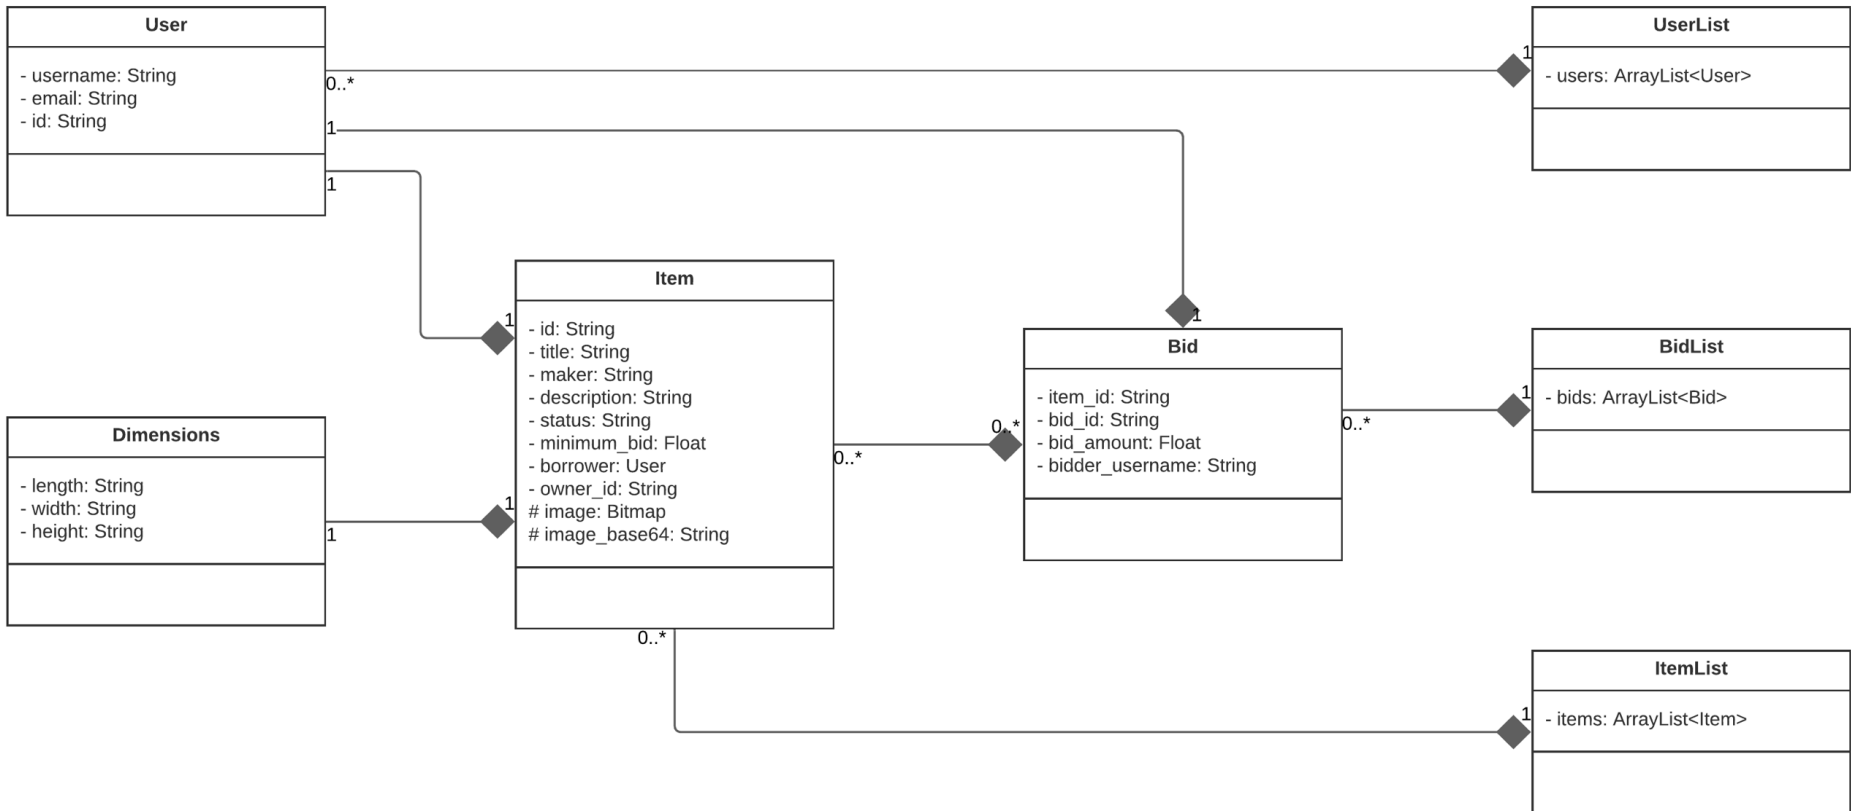 User
- username: String
- email: String
- id: String
0..*
1
1
UserList
1
- users: ArrayList<User>
Item
1
- id: String
- title: String
- maker: String
- description: String
- status: String
- minimum_bid: Float
- borrower: User
- owner_id: String
# image: Bitmap
# image_base64: String
1
0..*
0..*
Dimensions
- length: String
- width: String
- height: String
1
1
Bid
0..*
- item_id: String
- bid_id: String
- bid_amount: Float
- bidder_username: String
0..*
BidList
1
- bids: ArrayList<Bid>
ItemList
1
- items: ArrayList<Item>